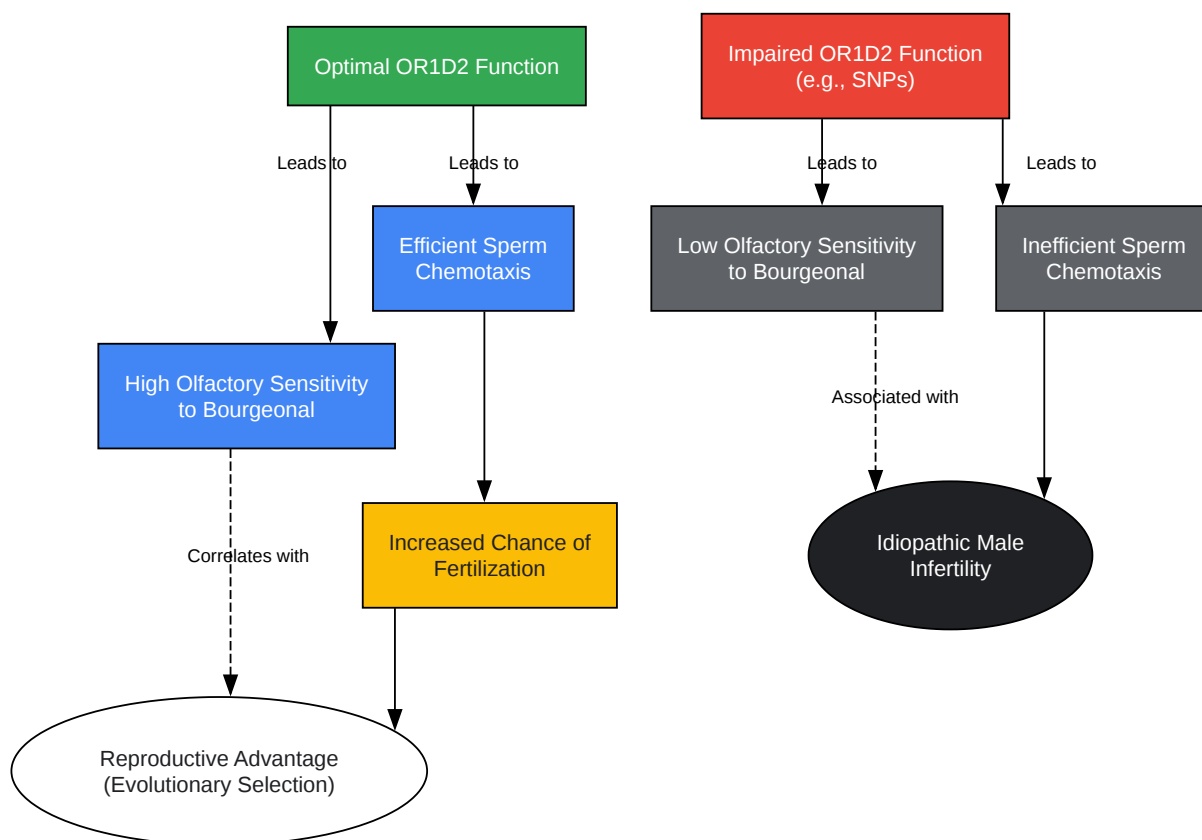 Optimal OR1D2 Function
Impaired OR1D2 Function
(e.g., SNPs)
Leads to
Leads to
Leads to
Leads to
Efficient Sperm
Chemotaxis
Low Olfactory Sensitivity
to Bourgeonal
Inefficient Sperm
Chemotaxis
High Olfactory Sensitivity
to Bourgeonal
Associated with
Correlates with
Increased Chance of
Fertilization
Idiopathic Male
Infertility
Reproductive Advantage
(Evolutionary Selection)